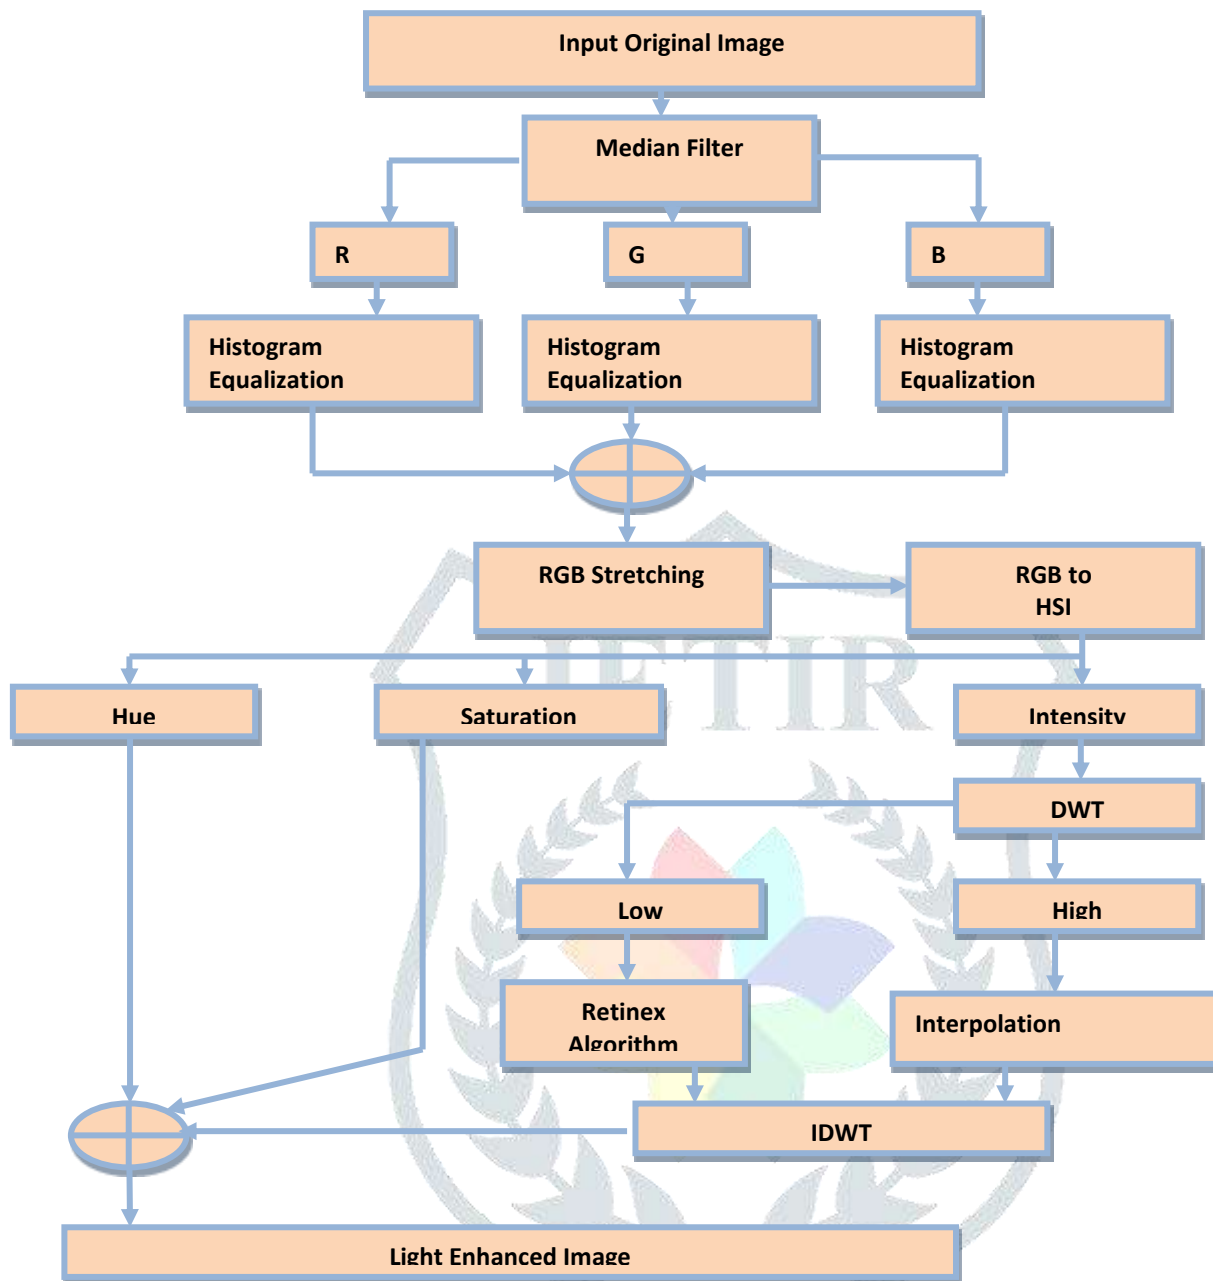 Input Original Image
Median Filter
R
G
B
Histogram
Equalization
Histogram
Equalization
Histogram
Equalization
RGB Stretching
RGB to
HSI
JETIR
Hue
Saturation
Intensity
DWT
Low
High
Retinex
Algorithm
Interpolation
IDWT
Light Enhanced Image